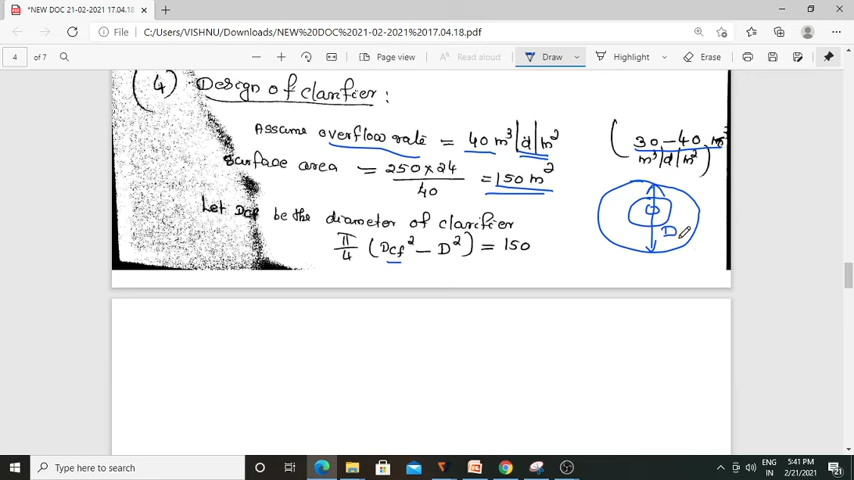 *NEW DOC 21-02-2021 17.04.18
C:/Users/VISHNU/Downloads/NEW%20DOC%2021-02-2021%2017.04.18.pdf
4 of 7
Page view
Read aloud
Draw
Highlight
Erase
(4) Design of clarifier :
Assume overflow rate = 40 m³/d/m²
(30-40 m³
m³/d/m²)
Surface area = 250×24 / 40 = 150 m²
Let Dcf be the diameter of clarifier
D
π/4 (Dcf² - D²) = 150
Type here to search
ENG
IN
5:41 PM
2/21/2021
21